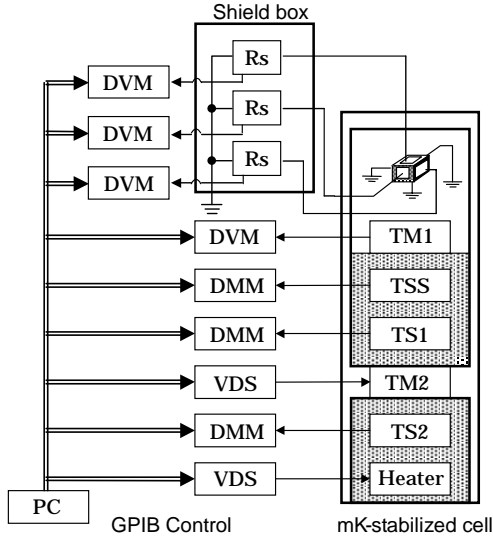 Shield box
Rs
DVM
Rs
DVM
Rs
DVM
DVM
TM1
DMM
TSS
DMM
TS1
VDS
TM2
DMM
TS2
VDS
Heater
PC
GPIB Control
mK-stabilized cell